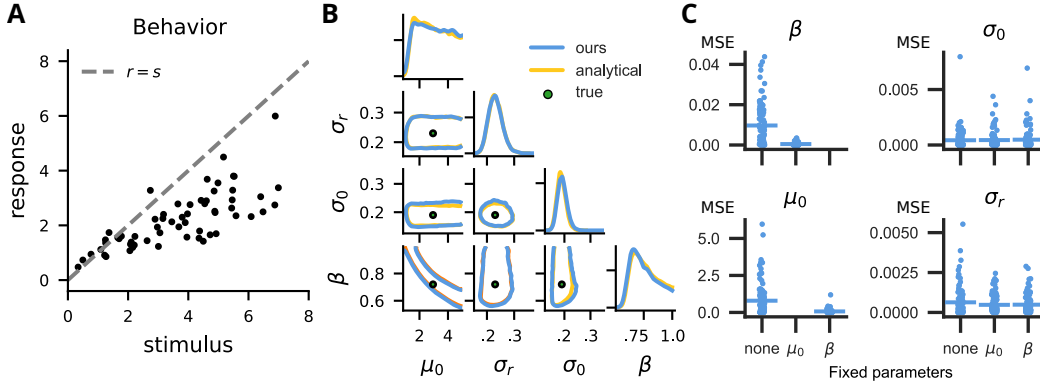 A
Behavior
r = s
response
8
6
4
2
0
0 2 4 6 8
stimulus
B
ours
analytical
true
σr
0.3
0.2
σ0
0.3
0.2
β
0.8
0.6
2 4
.2 .3
.2 .3
.75 1.0
μ0
σr
σ0
β
C
β
MSE
0.04
0.02
0.00
σ0
MSE
0.005
0.000
μ0
MSE
5.0
2.5
0.0
none μ0 β
σr
MSE
0.0050
0.0025
0.0000
none μ0 β
Fixed parameters